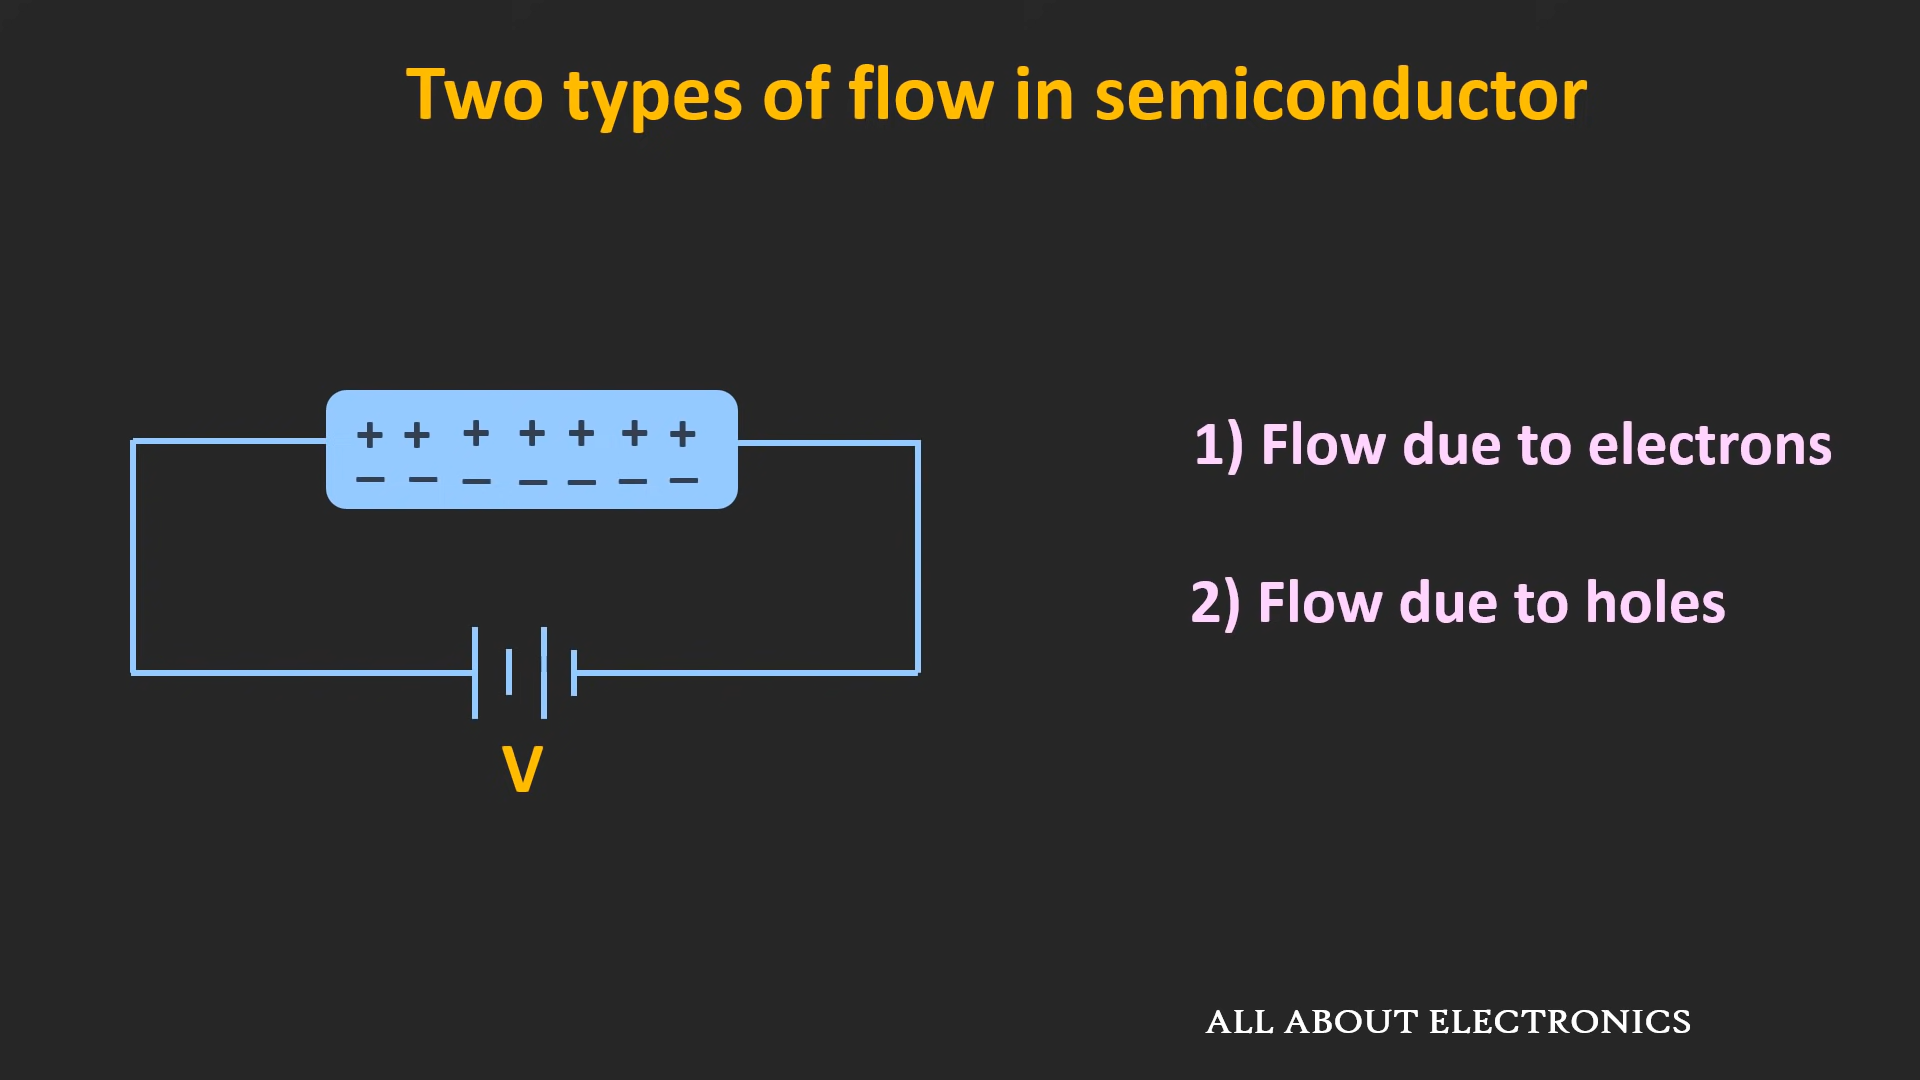 Two types of flow in semiconductor
+ + + + + + +
– – – – – – –
1) Flow due to electrons
2) Flow due to holes
V
ALL ABOUT ELECTRONICS